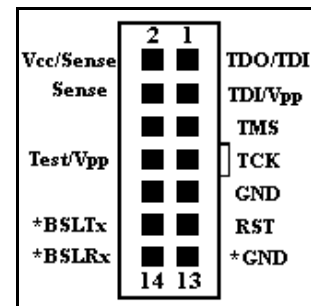 2 1
Vcc/Sense TDO/TDI
Sense TDI/Vpp
TMS
Test/Vpp TCK
GND
*BSLTx RST
*BSLRx *GND
14 13